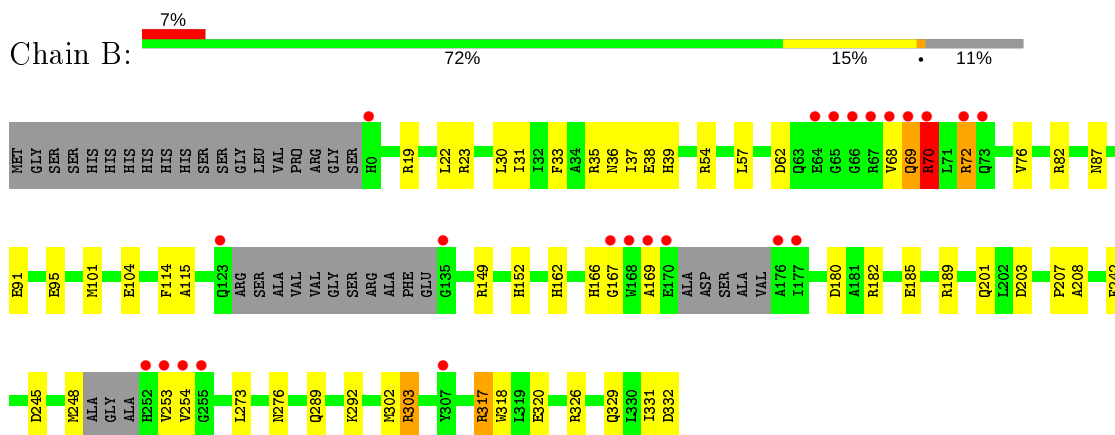 7%
Chain B:
72% 15% • 11%
MET GLY SER SER HIS HIS HIS HIS HIS HIS HIS SER SER GLY LEU VAL PRO ARG GLY SER H0 R19 L22 R23 L30 I31 I32 F33 A34 R35 N36 I37 E38 H39 R54 L57 D62 Q63 E64 G65 G66 R67 V68 Q69 R70 L71 R72 Q73 V76 R82 N87
E91 E95 M101 E104 F114 A115 Q123 ARG SER ALA VAL VAL GLY SER ARG ALA PHE GLU G135 R149 H152 H162 H166 G167 W168 A169 E170 ALA ASP SER ALA VAL A176 I177 D180 A181 R182 E185 R189 Q201 L202 D203 P207 A208
D245 M248 ALA GLY ALA H252 V253 V254 G255 L273 N276 Q289 K292 M302 R303 Y307 R317 W318 L319 E320 R326 Q329 L330 I331 D332